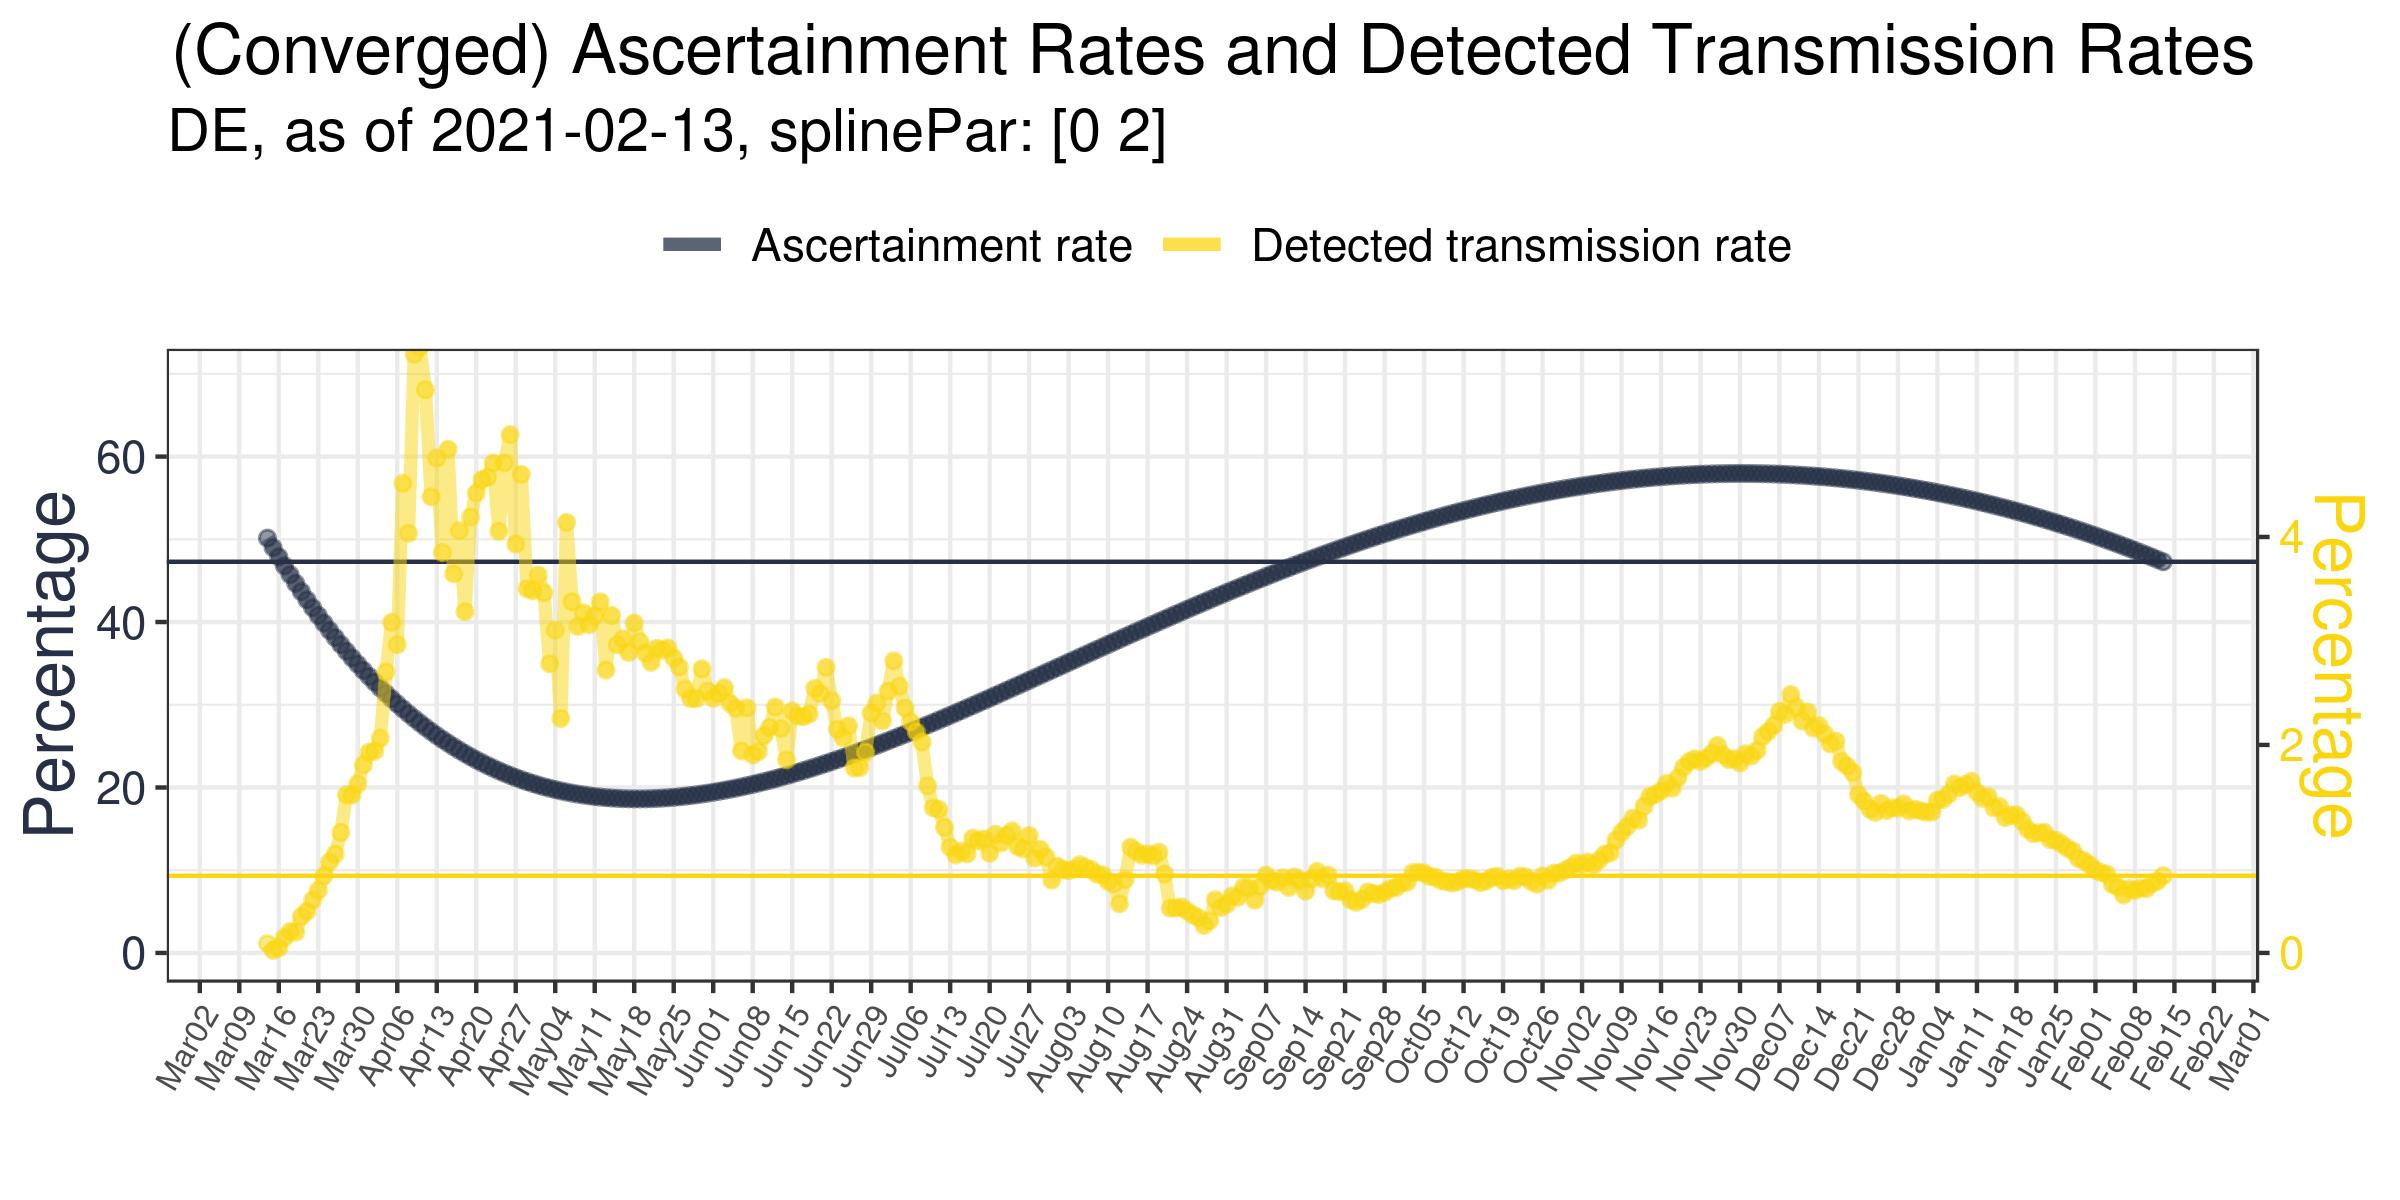 (Converged) Ascertainment Rates and Detected Transmission Rates
DE, as of 2021-02-13, splinePar: [0 2]
Ascertainment rate Detected transmission rate
Percentage
60
40
20
0
4
2
0
Percentage
Mar02 Mar09 Mar16 Mar23 Mar30 Apr06 Apr13 Apr20 Apr27 May04 May11 May18 May25 Jun01 Jun08 Jun15 Jun22 Jun29 Jul06 Jul13 Jul20 Jul27 Aug03 Aug10 Aug17 Aug24 Aug31 Sep07 Sep14 Sep21 Sep28 Oct05 Oct12 Oct19 Oct26 Nov02 Nov09 Nov16 Nov23 Nov30 Dec07 Dec14 Dec21 Dec28 Jan04 Jan11 Jan18 Jan25 Feb01 Feb08 Feb15 Feb22 Mar01